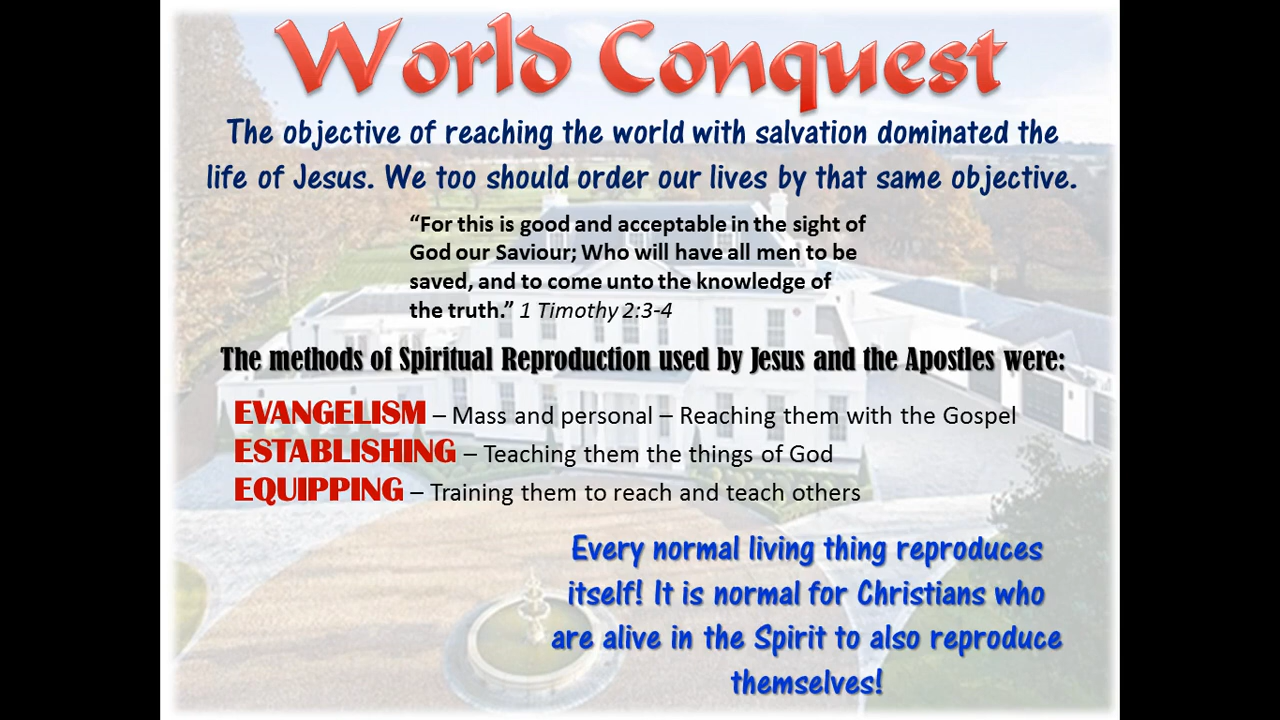 World Conquest
The objective of reaching the world with salvation dominated the
life of Jesus. We too should order our lives by that same objective.
“For this is good and acceptable in the sight of
God our Saviour; Who will have all men to be
saved, and to come unto the knowledge of
the truth.” 1 Timothy 2:3-4
The methods of Spiritual Reproduction used by Jesus and the Apostles were:
EVANGELISM – Mass and personal – Reaching them with the Gospel
ESTABLISHING – Teaching them the things of God
EQUIPPING – Training them to reach and teach others
Every normal living thing reproduces
itself! It is normal for Christians who
are alive in the Spirit to also reproduce
themselves!